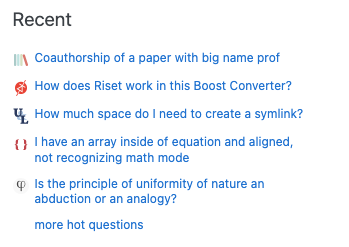 Recent
Coauthorship of a paper with big name prof
How does Riset work in this Boost Converter?
UL How much space do I need to create a symlink?
{} I have an array inside of equation and aligned,
not recognizing math mode
φ Is the principle of uniformity of nature an
abduction or an analogy?
more hot questions